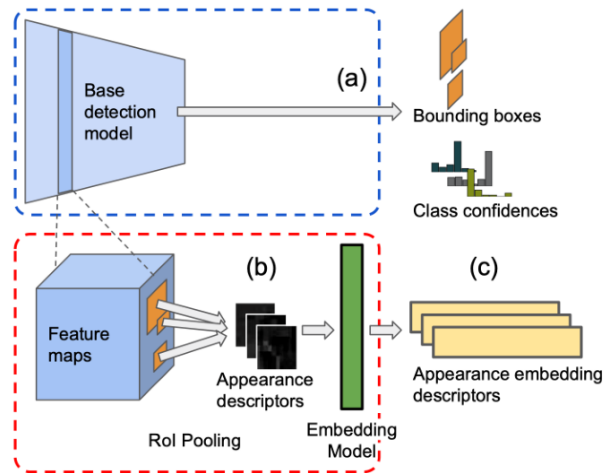 Base
detection
model
(a)
Bounding boxes
Class confidences
Feature
maps
(b)
Appearance
descriptors
RoI Pooling
Embedding
Model
(c)
Appearance embedding
descriptors